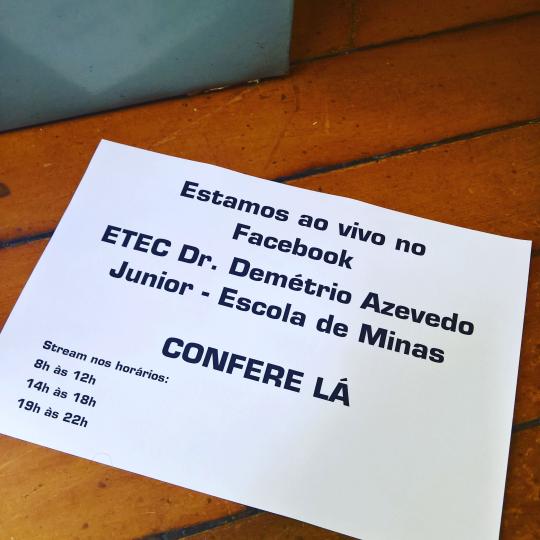 Estamos ao vivo no
Facebook
ETEC Dr. Demétrio Azevedo
Junior - Escola de Minas
CONFERE LÁ
Stream nos horários:
8h às 12h
14h às 18h
19h às 22h